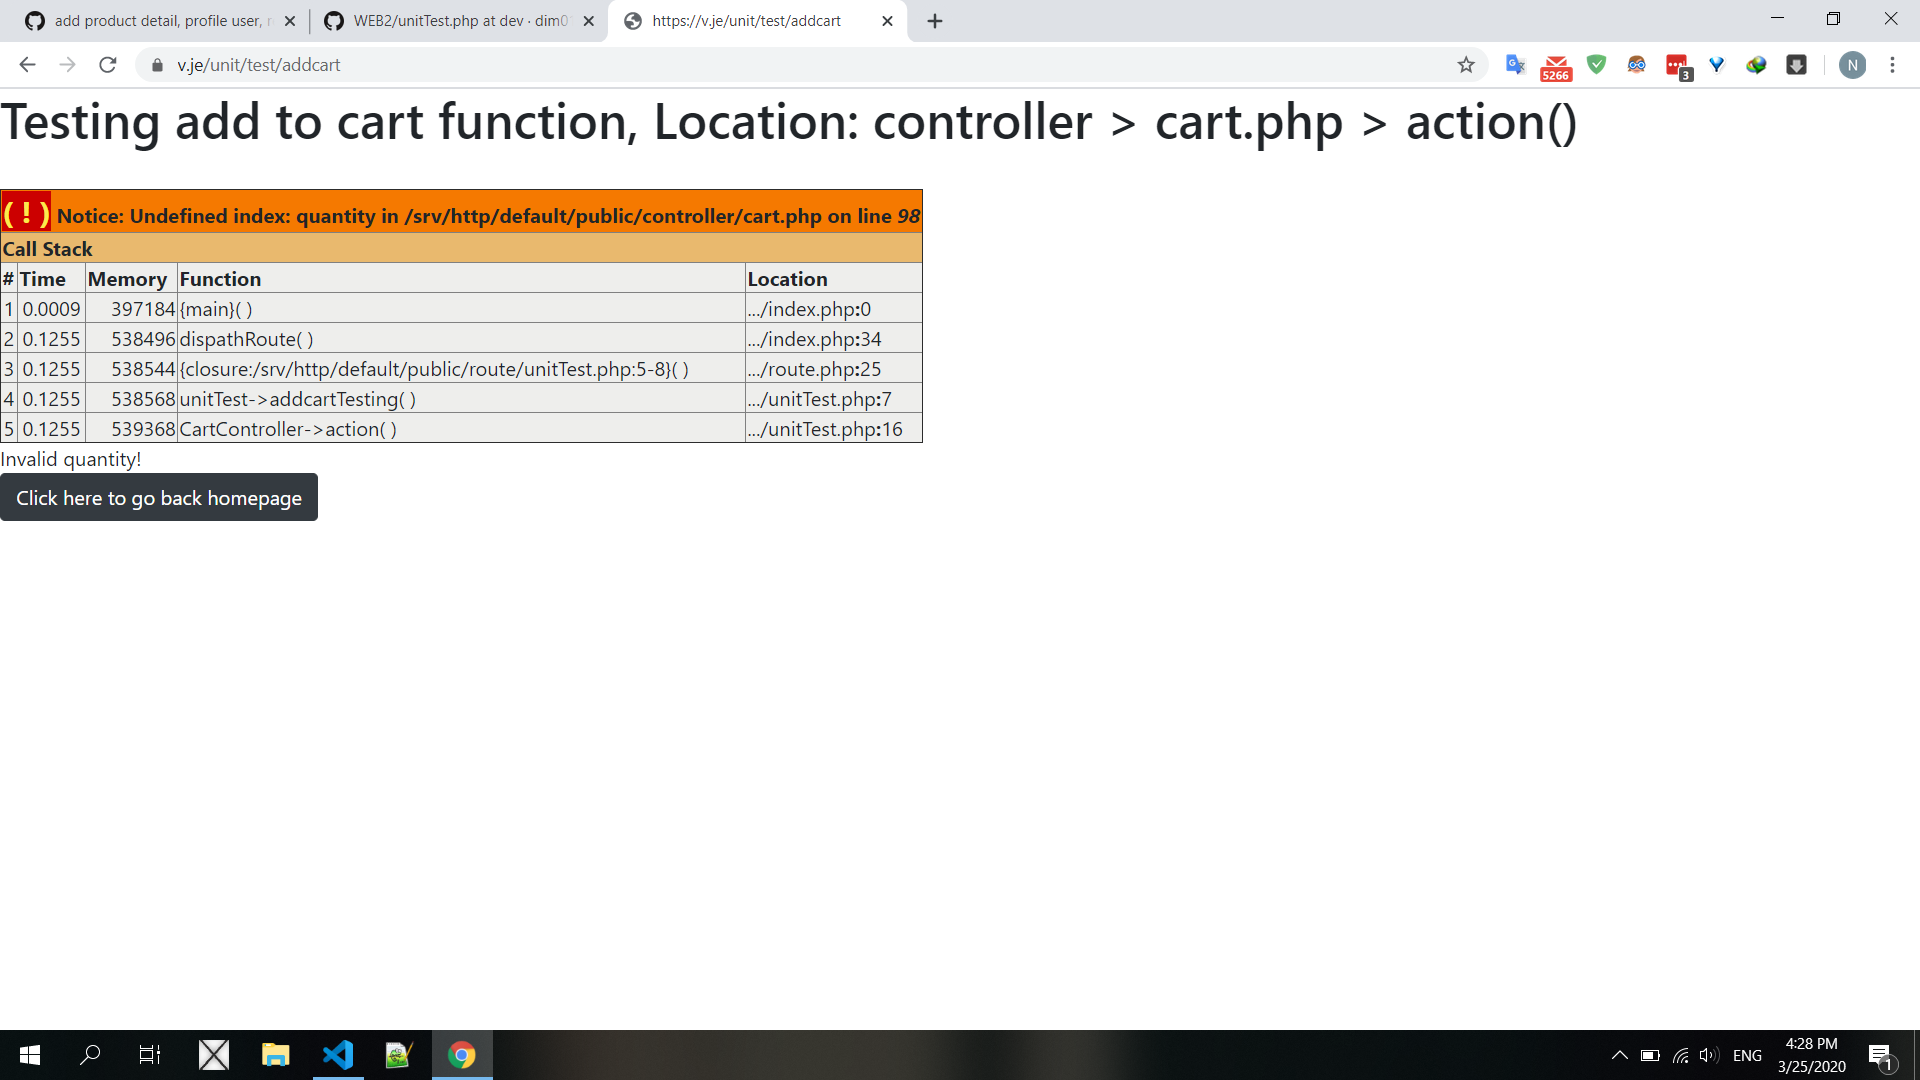 add product detail, profile user, r
WEB2/unitTest.php at dev · dim0
https://v.je/unit/test/addcart
v.je/unit/test/addcart
5266
3
N
Testing add to cart function, Location: controller > cart.php > action()
( ! ) Notice: Undefined index: quantity in /srv/http/default/public/controller/cart.php on line 98
Call Stack
# Time Memory Function Location
1 0.0009 397184 {main}( ) .../index.php:0
2 0.1255 538496 dispathRoute( ) .../index.php:34
3 0.1255 538544 {closure:/srv/http/default/public/route/unitTest.php:5-8}( ) .../route.php:25
4 0.1255 538568 unitTest->addcartTesting( ) .../unitTest.php:7
5 0.1255 539368 CartController->action( ) .../unitTest.php:16
Invalid quantity!
Click here to go back homepage
ENG
4:28 PM
3/25/2020
1